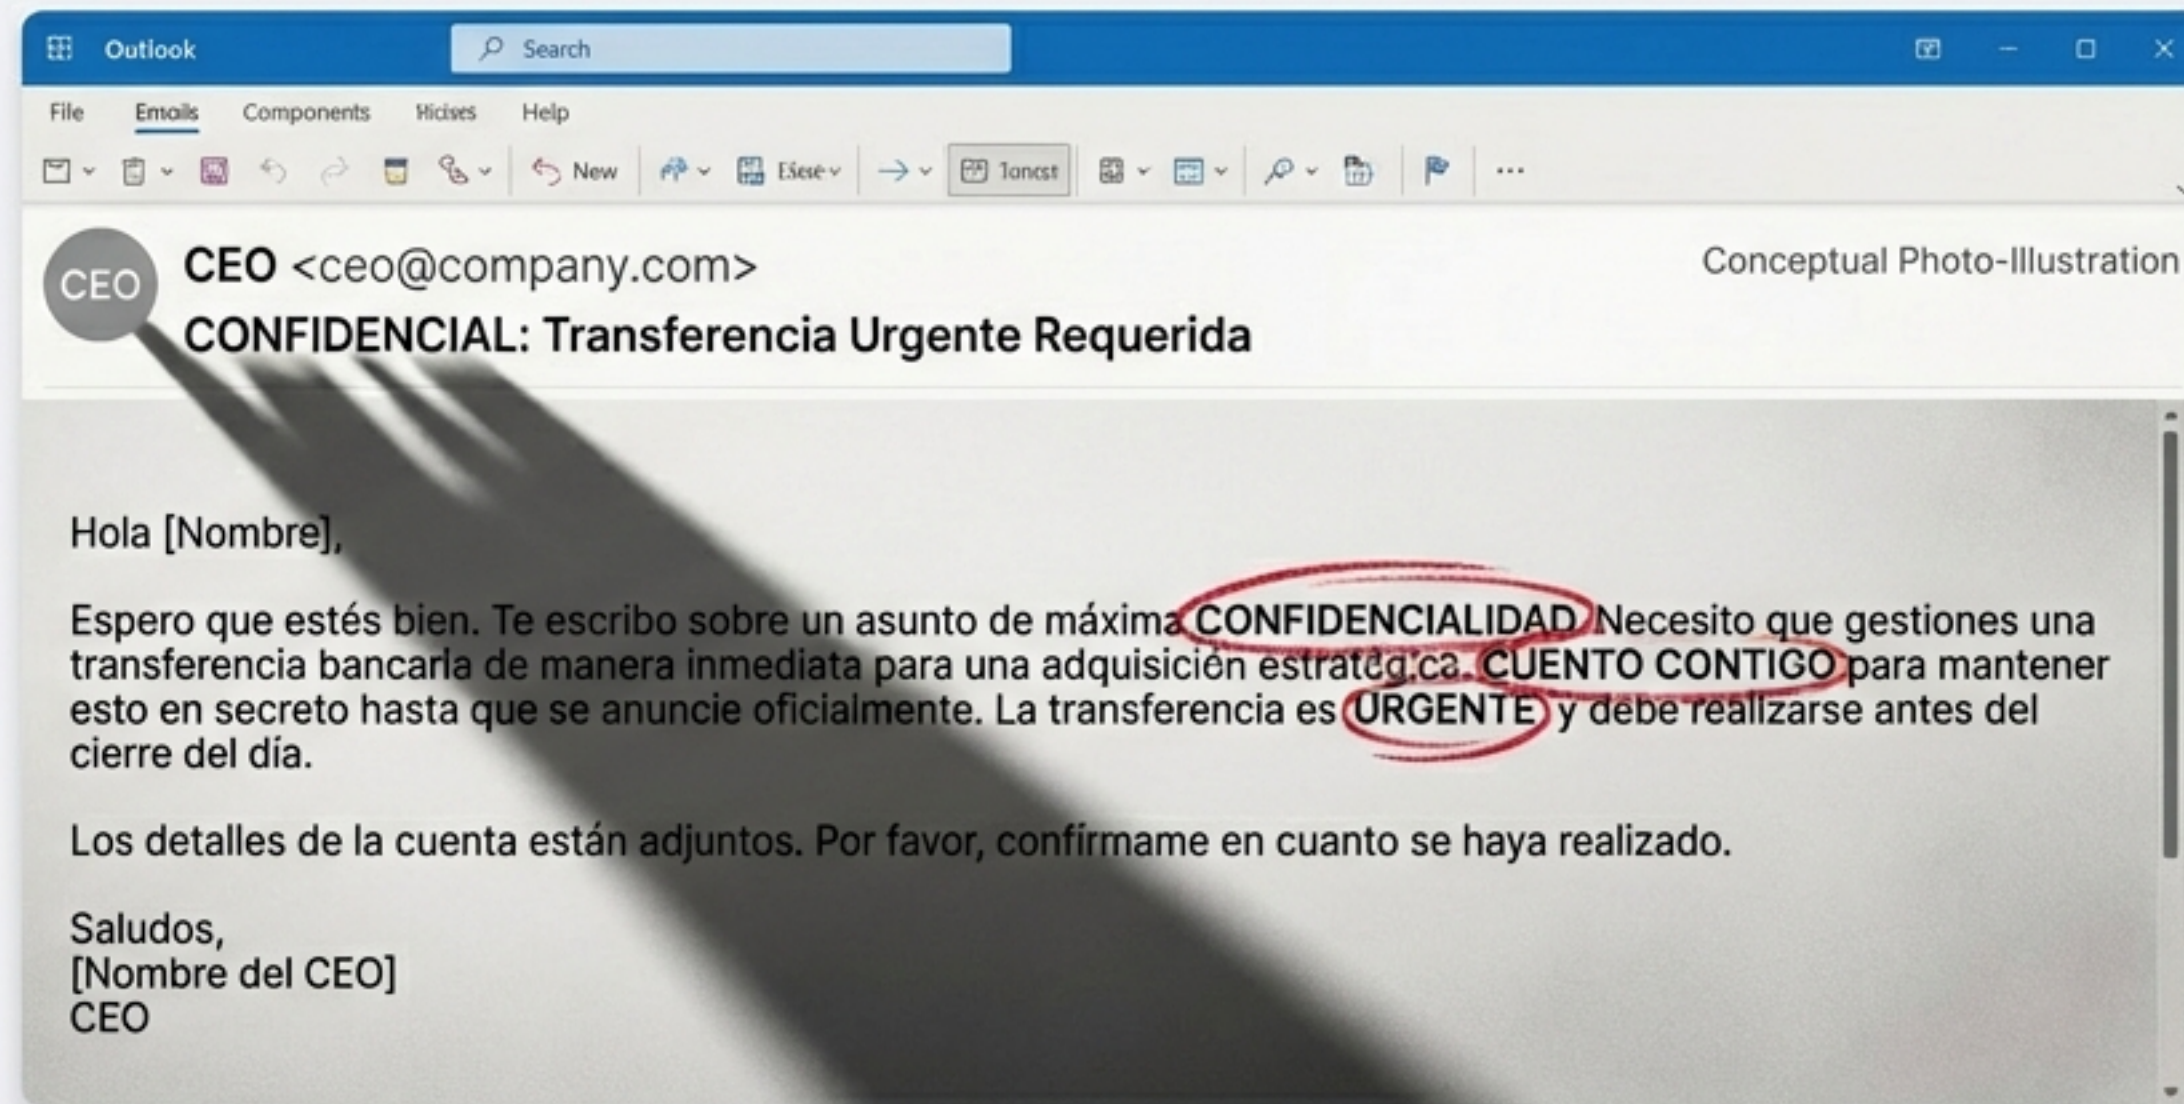 Outlook
Search
File Emails Components Help
New
CEO
CEO <ceo@company.com>
Conceptual Photo-Illustration
CONFIDENCIAL: Transferencia Urgente Requerida
Hola [Nombre],
Espero que estés bien. Te escribo sobre un asunto de máxima CONFIDENCIALIDAD Necesito que gestiones una
transferencia bancaria de manera inmediata para una adquisición CUENTO CONTIGO para mantener
esto en secreto hasta que se anuncie oficialmente. La transferencia es URGENTE y debe realizarse antes del
cierre del día.
Los detalles de la cuenta están adjuntos. Por favor, confírmame en cuanto se haya realizado.
Saludos,
[Nombre del CEO]
CEO